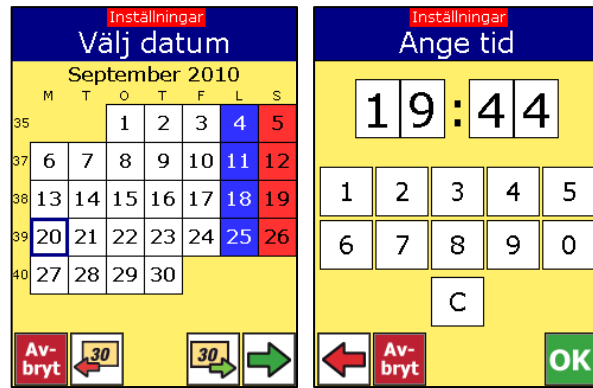 Inställningar
Välj datum
September 2010
M T O T F L S
35 1 2 3 4 5
37 6 7 8 9 10 11 12
38 13 14 15 16 17 18 19
39 20 21 22 23 24 25 26
40 27 28 29 30
Av-
bryt
30
30
Inställningar
Ange tid
19:44
1 2 3 4 5
6 7 8 9 0
C
Av-
bryt
OK